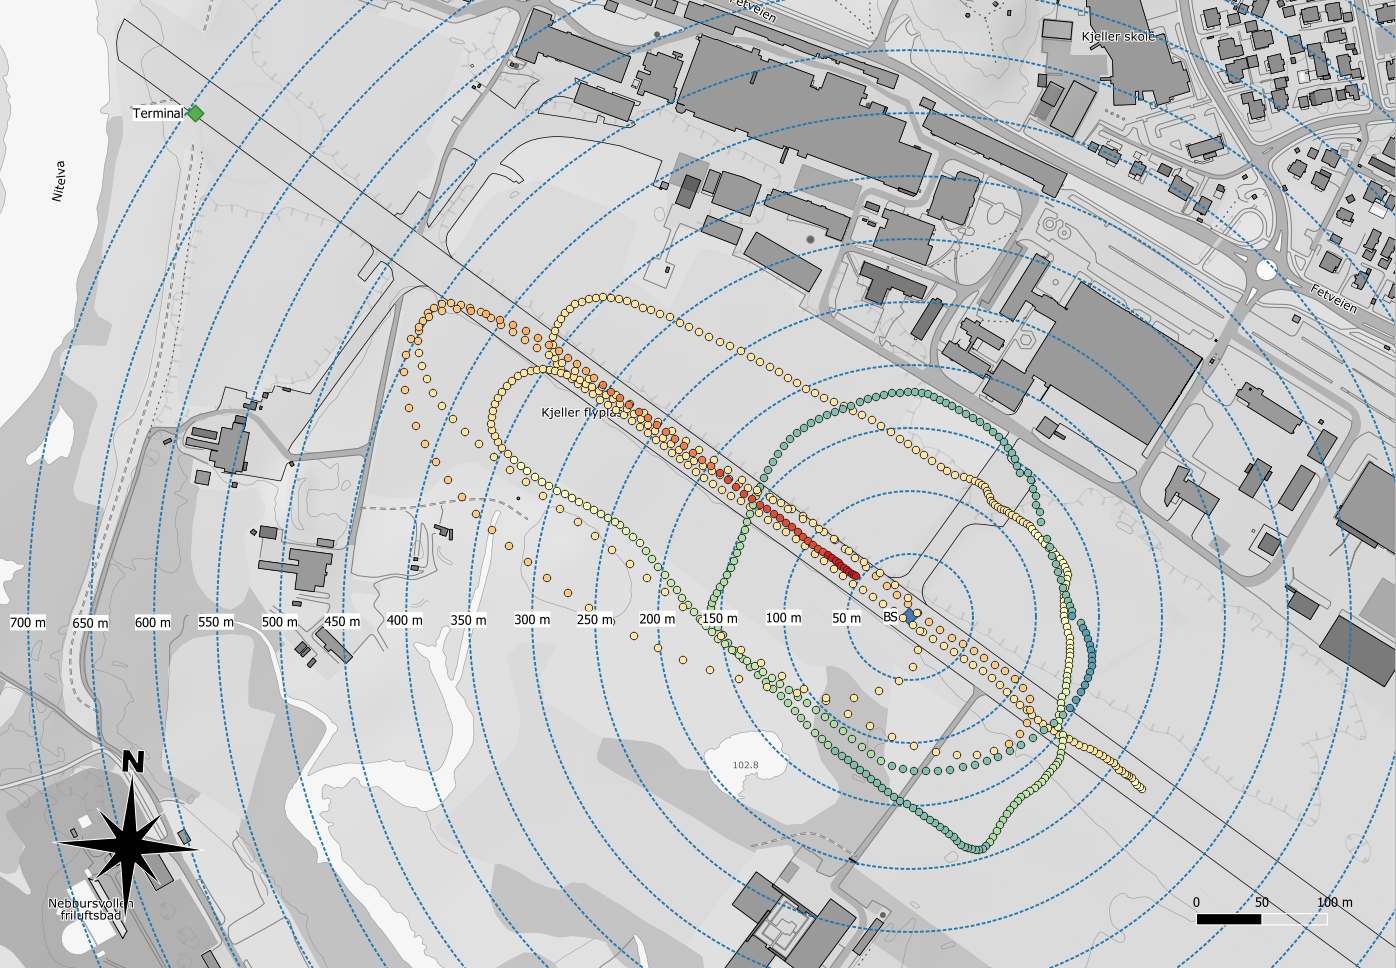 Fetveien
Kjeller skole
Terminal
Nitelva
Fetveien
Kjeller flyplass
700 m
650 m
600 m
550 m
500 m
450 m
400 m
350 m
300 m
250 m
200 m
150 m
100 m
50 m
BS
N
102.8
Nebbursvollen
friluftsbad
0
50
100 m